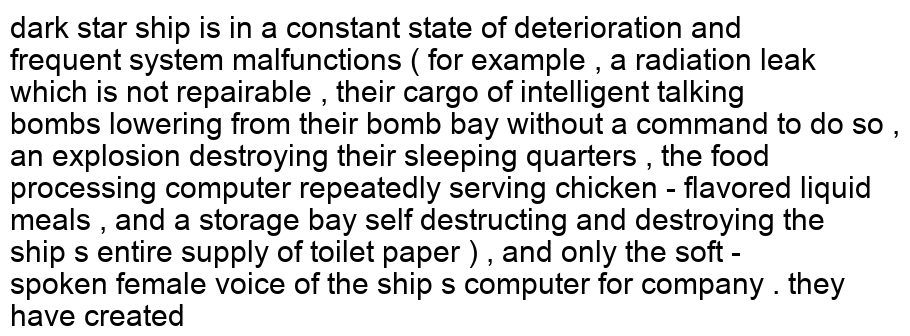 dark star ship is in a constant state of deterioration and
frequent system malfunctions ( for example , a radiation leak
which is not repairable , their cargo of intelligent talking
bombs lowering from their bomb bay without a command to do so ,
an explosion destroying their sleeping quarters , the food
processing computer repeatedly serving chicken - flavored liquid
meals , and a storage bay self destructing and destroying the
ship s entire supply of toilet paper ) , and only the soft -
spoken female voice of the ship s computer for company . they
have created